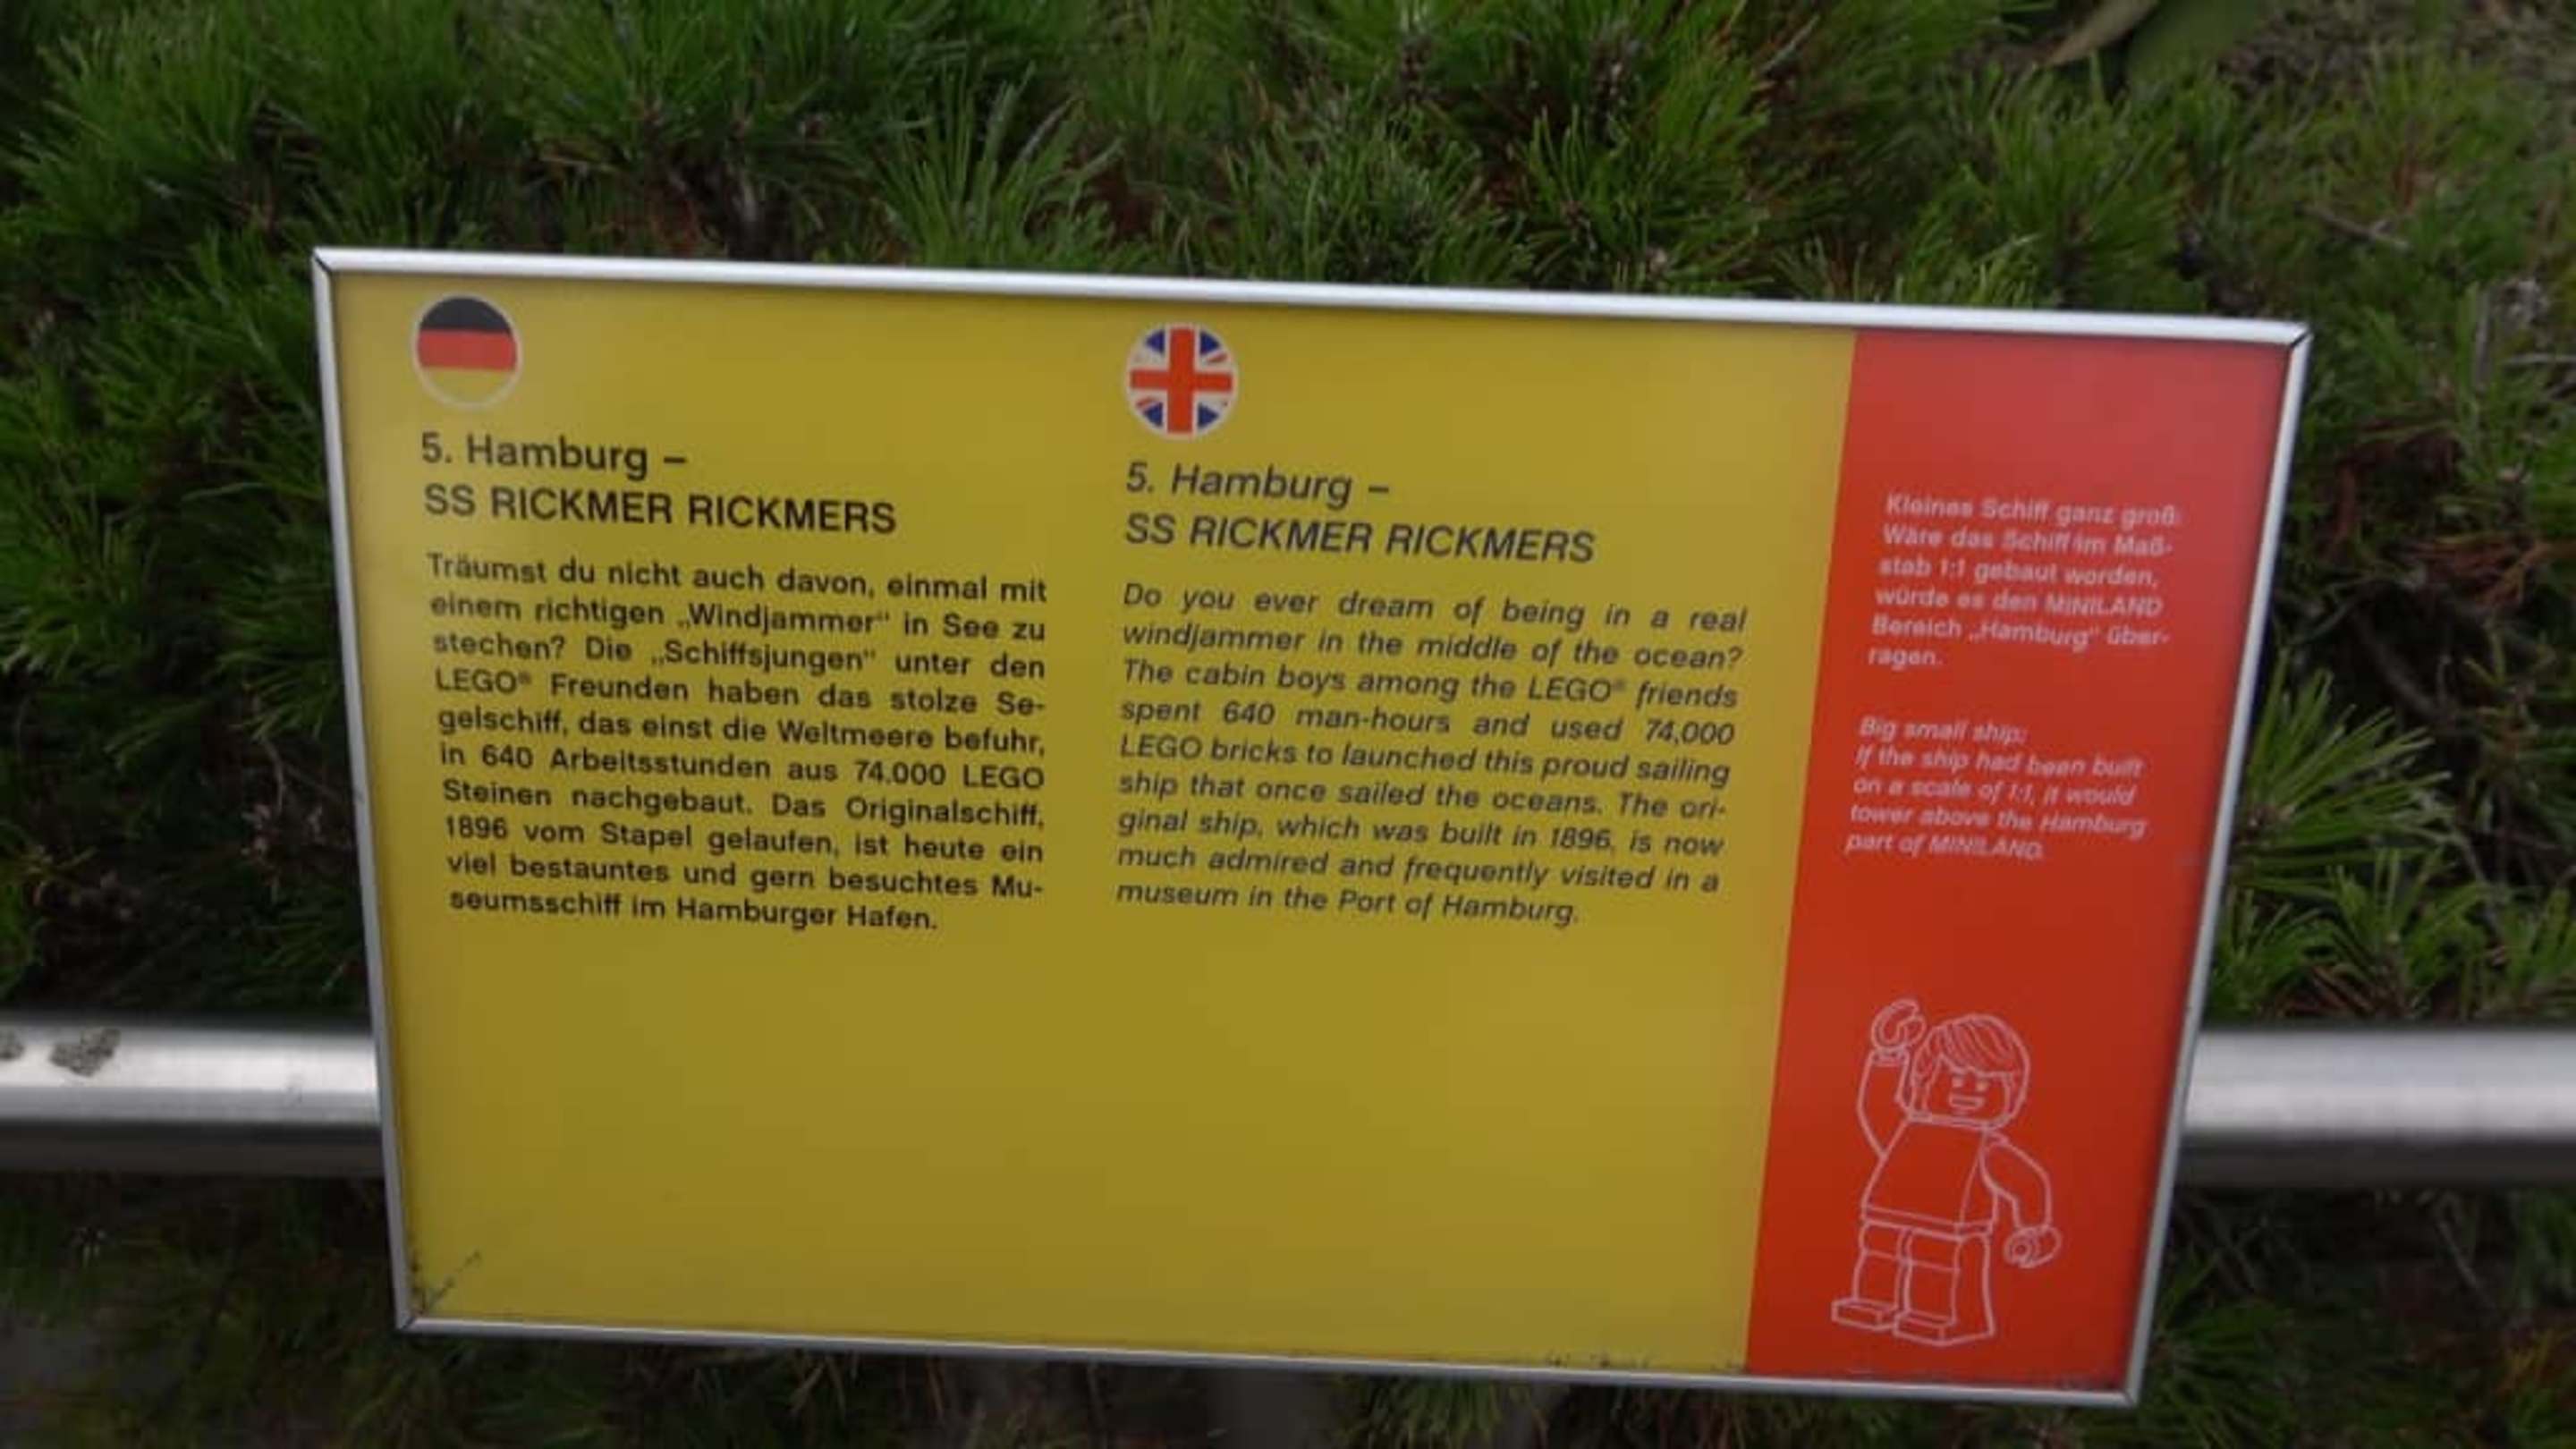 5. Hamburg –
SS RICKMER RICKMERS
Träumst du nicht auch davon, einmal mit
einem richtigen „Windjammer“ in See zu
stechen? Die „Schiffsjungen“ unter den
LEGO® Freunden haben das stolze Se-
gelschiff, das einst die Weltmeere befuhr,
in 640 Arbeitsstunden aus 74.000 LEGO
Steinen nachgebaut. Das Originalschiff,
1896 vom Stapel gelaufen, ist heute ein
viel bestauntes und gern besuchtes Mu-
seumsschiff im Hamburger Hafen.
5. Hamburg –
SS RICKMER RICKMERS
Do you ever dream of being in a real
windjammer in the middle of the ocean?
The cabin boys among the LEGO® friends
spent 640 man-hours and used 74,000
LEGO bricks to launched this proud sailing
ship that once sailed the oceans. The ori-
ginal ship, which was built in 1896, is now
much admired and frequently visited in a
museum in the Port of Hamburg.
Kleines Schiff ganz groß:
Wäre das Schiff im Maß-
stab 1:1 gebaut worden,
würde es den MINILAND
Bereich „Hamburg“ über-
ragen.
Big small ship:
If the ship had been built
on a scale of 1:1, it would
tower above the Hamburg
part of MINILAND.